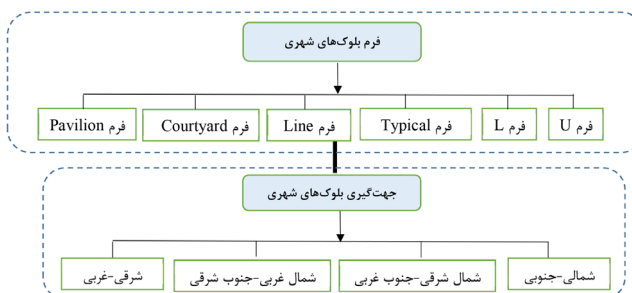 فرم بلوک‌های شهری
فرم U
فرم L
فرم Typical
فرم Line
فرم Courtyard
فرم Pavilion
جهت‌گیری بلوک‌های شهری
شمالی-جنوبی
شمال شرقی-جنوب غربی
شمال غربی-جنوب شرقی
شرقی-غربی